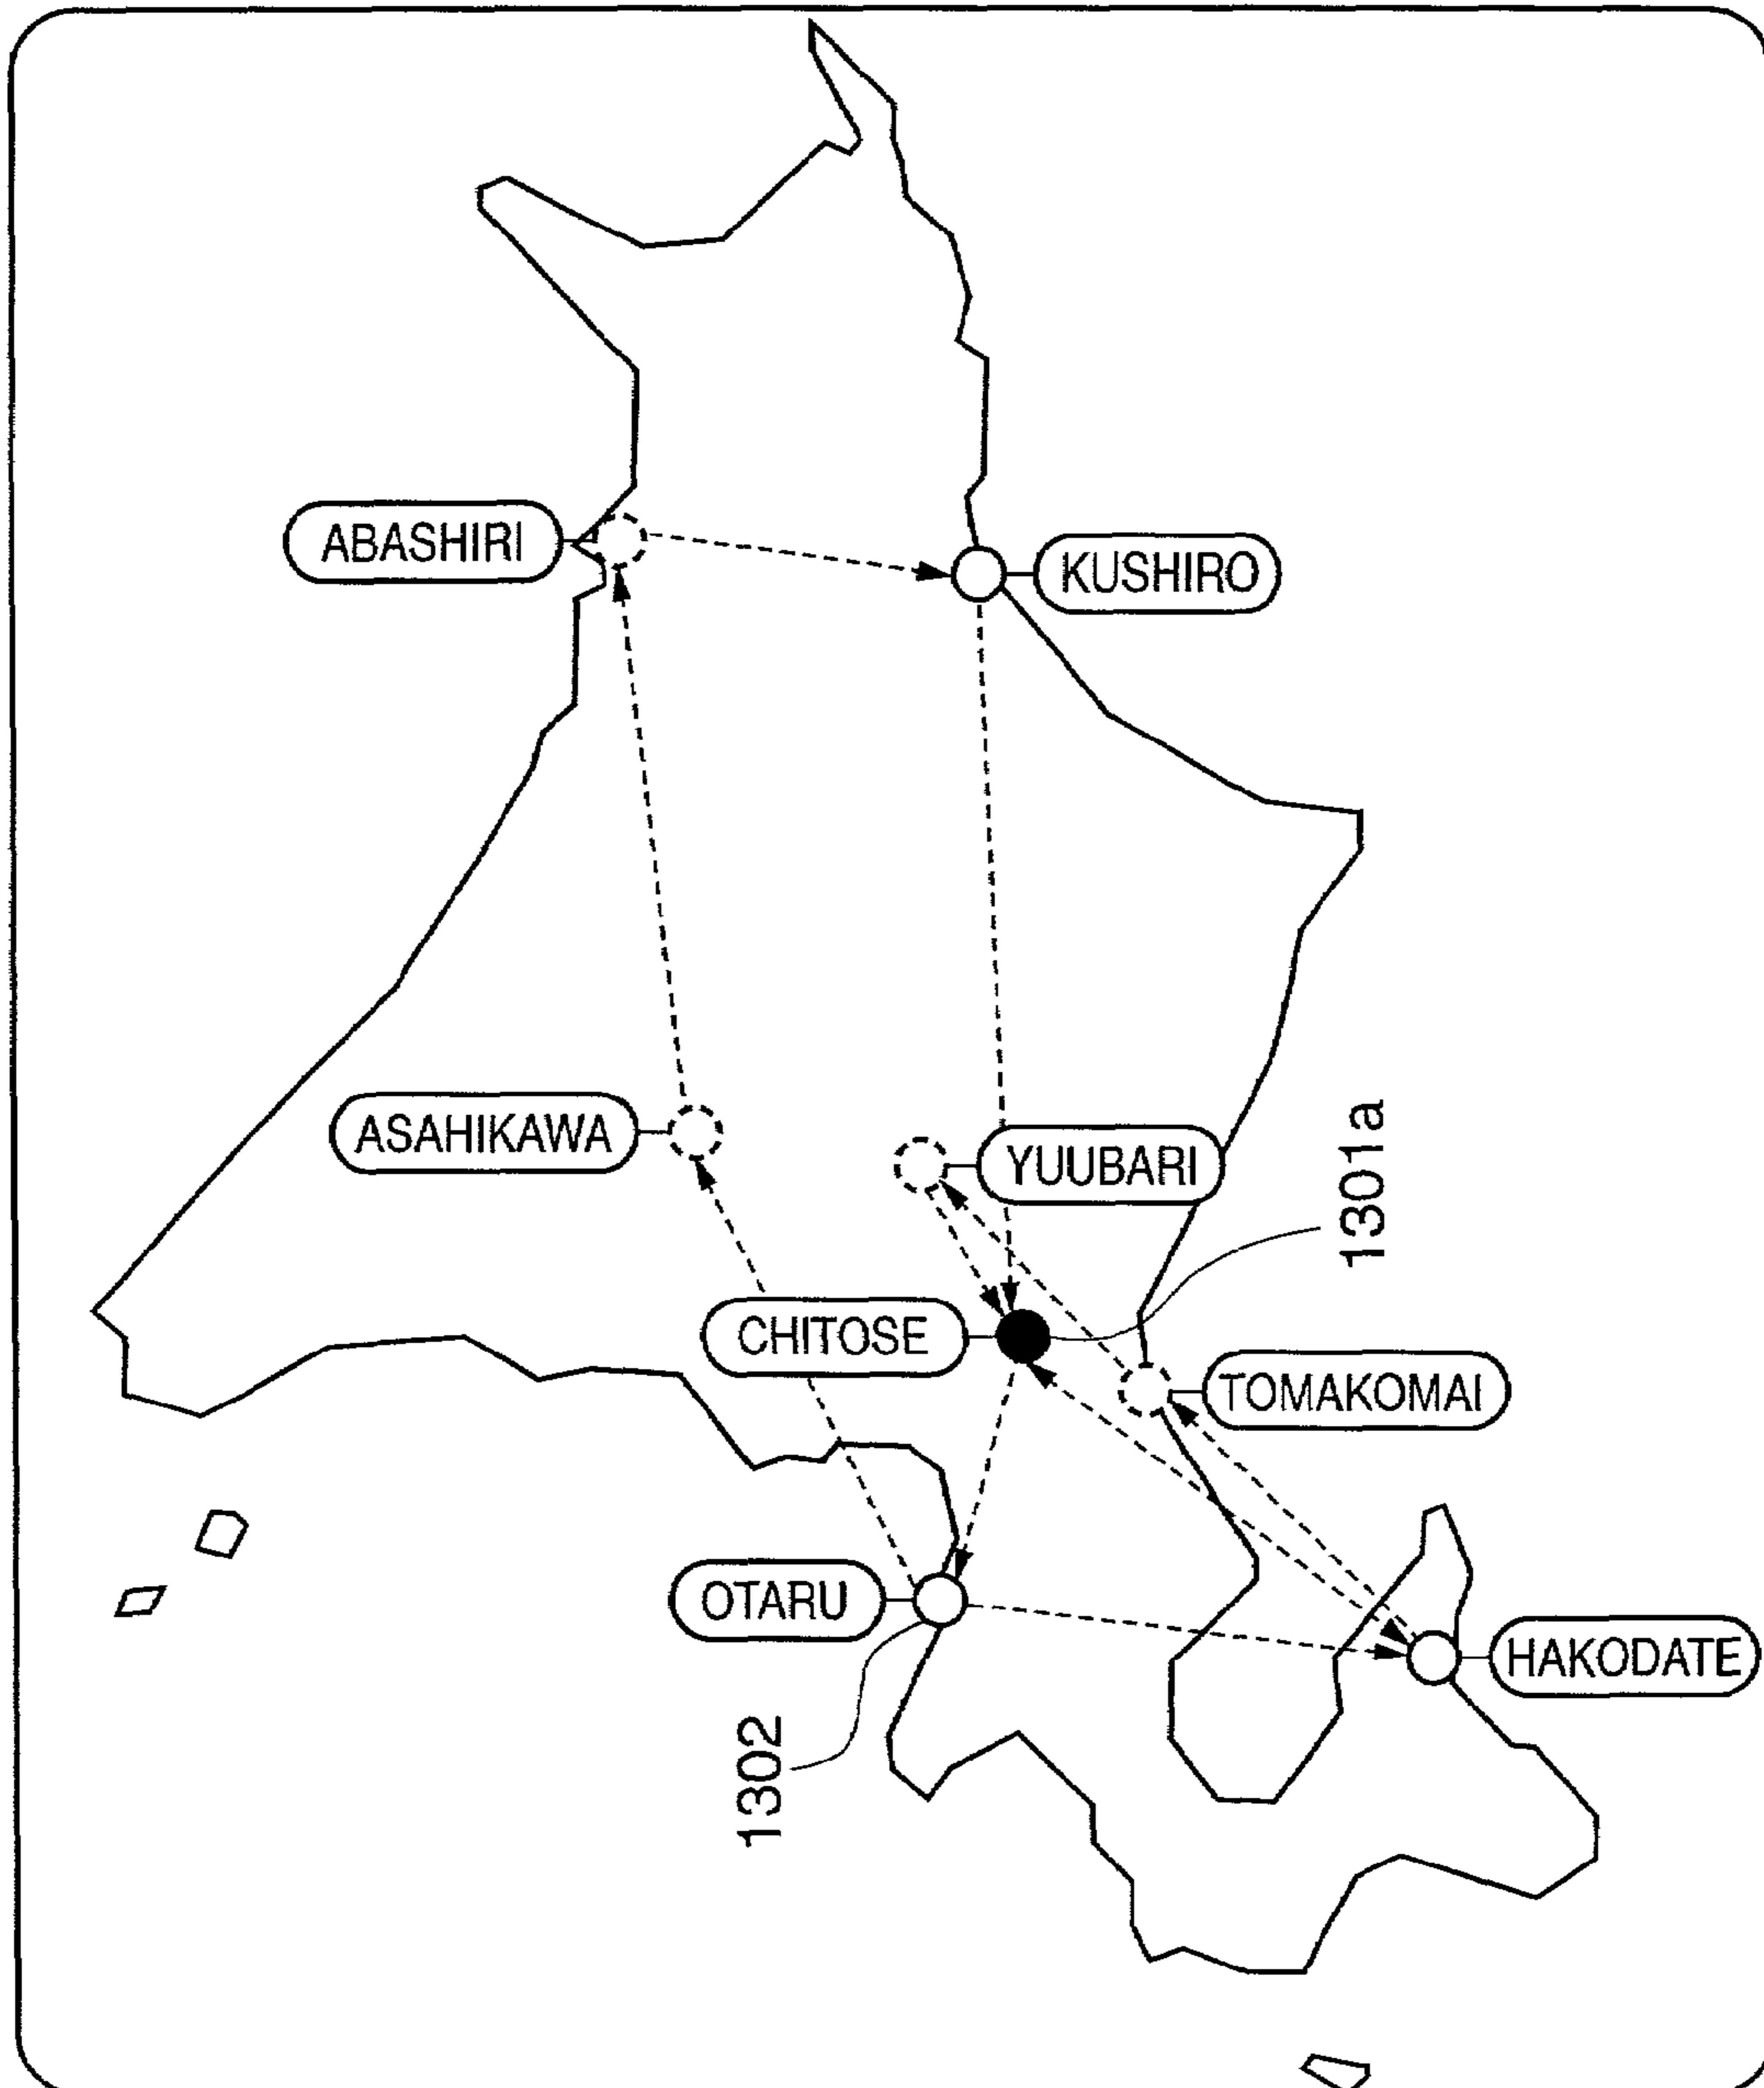 ABASHIRI
KUSHIRO
ASAHIKAWA
YUUBARI
1301a
CHITOSE
TOMAKOMAI
OTARU
HAKODATE
1302